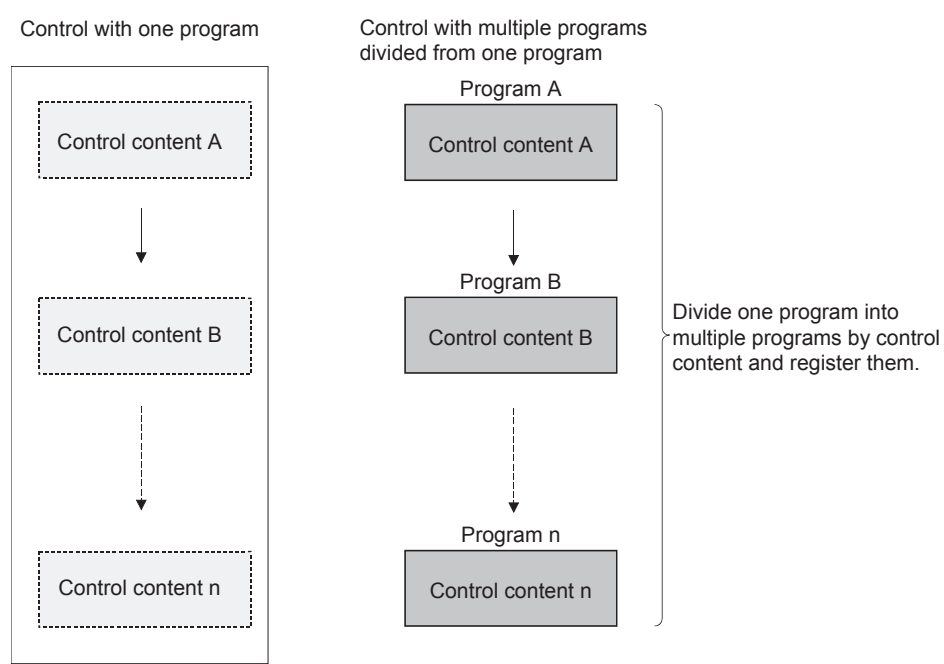 Control with one program
Control content A
Control content B
Control content n
Control with multiple programs
divided from one program
Program A
Control content A
Program B
Control content B
Program n
Control content n
Divide one program into
multiple programs by control
content and register them.